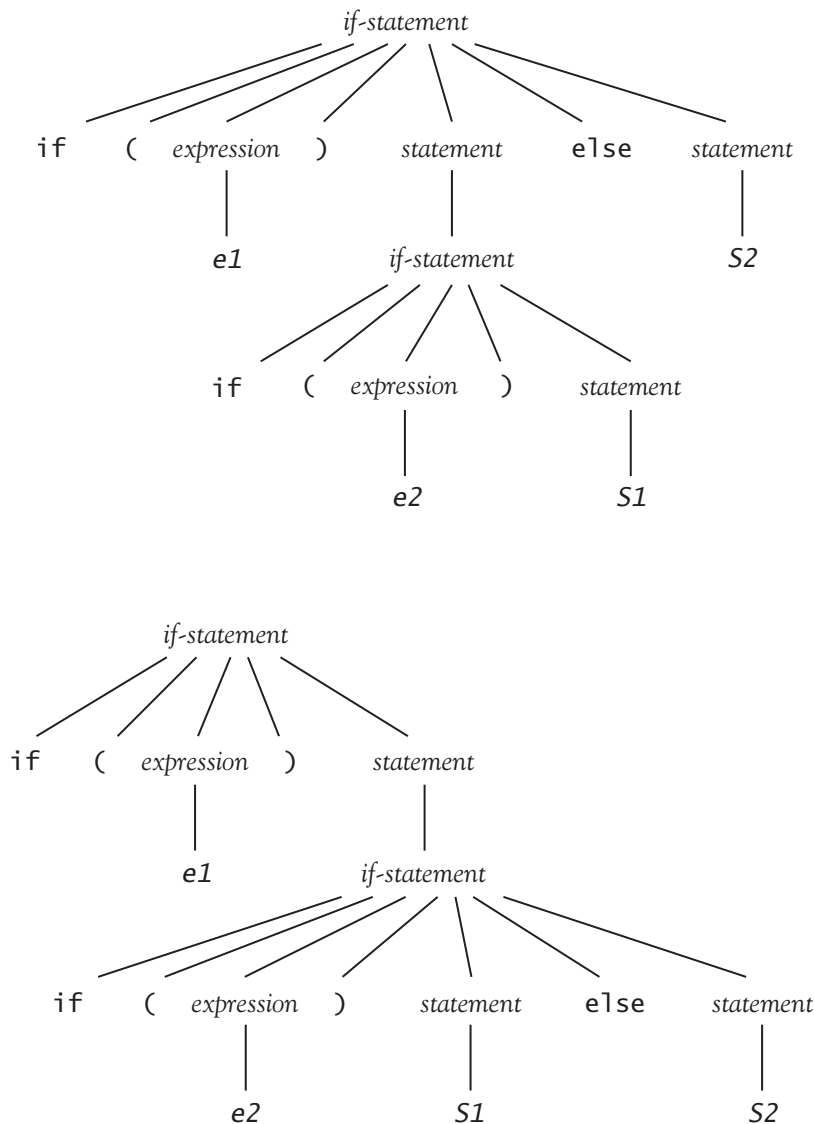 if-statement
if ( expression ) statement else statement
e1 if-statement S2
if ( expression ) statement
e2 S1
if-statement
if ( expression ) statement
e1 if-statement
if ( expression ) statement else statement
e2 S1 S2